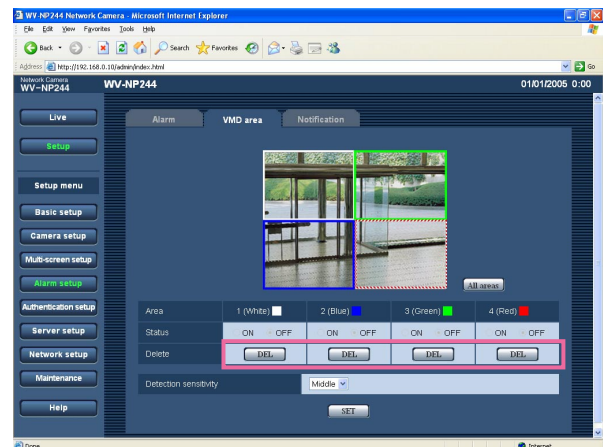 WV-NP244 Network Camera - Microsoft Internet Explorer
File Edit View Favorites Tools Help
Back Search Favorites
Address http://192.168.0.10/admin/index.html Go
Network Camera
WV-NP244 WV-NP244 01/01/2005 0:00
Live
Setup
Setup menu
Basic setup
Camera setup
Multi-screen setup
Alarm setup
Authentication setup
Server setup
Network setup
Maintenance
Help
Alarm VMD area Notification
All areas
Area 1 (White) 2 (Blue) 3 (Green) 4 (Red)
Status ON OFF ON OFF ON OFF ON OFF
Delete DEL DEL DEL DEL
Detection sensitivity Middle
SET
Done Internet